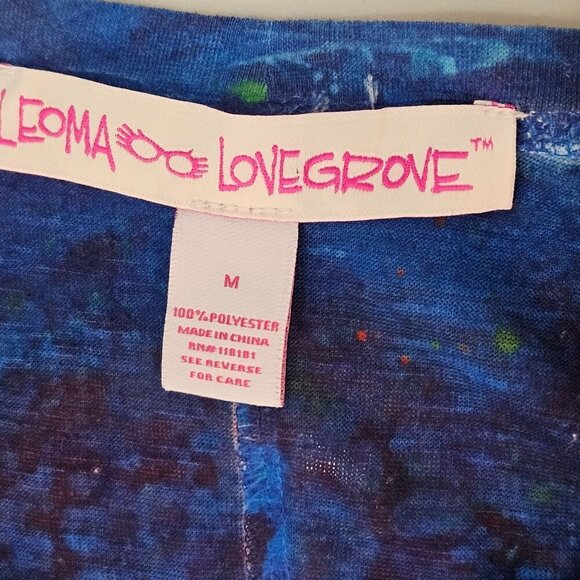 LEOMA LOVEGROVE™
M
100% POLYESTER
MADE IN CHINA
RN# 118181
SEE REVERSE
FOR CARE